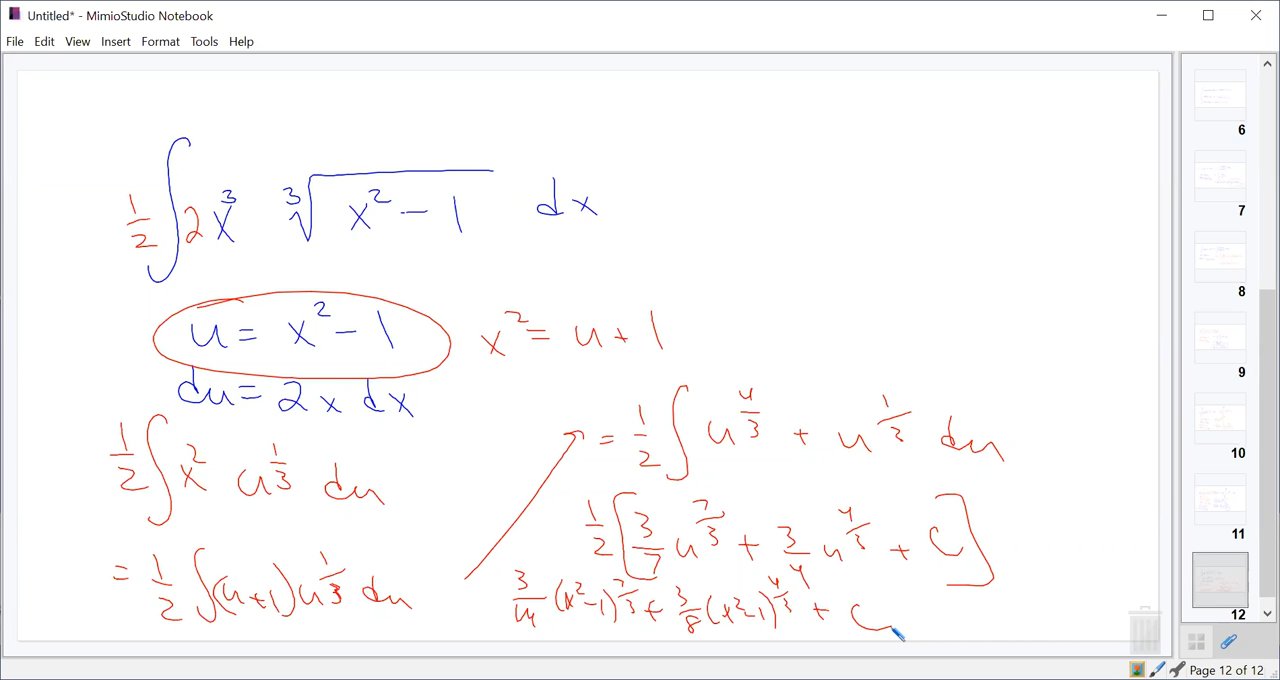 Untitled* - MimioStudio Notebook
File Edit View Insert Format Tools Help
1/2 ∫ 2x³ ∛(x² − 1) dx
u = x² − 1 x² = u + 1
du = 2x dx
1/2 ∫ x² u^(1/3) du
= 1/2 ∫ (u+1) u^(1/3) du
= 1/2 ∫ u^(4/3) + u^(1/3) du
1/2 [ 3/7 u^(7/3) + 3/4 u^(4/3) + C ]
3/14 (x² − 1)^(7/3) + 3/8 (x² − 1)^(4/3) + C
6
7
8
9
10
11
12
Page 12 of 12